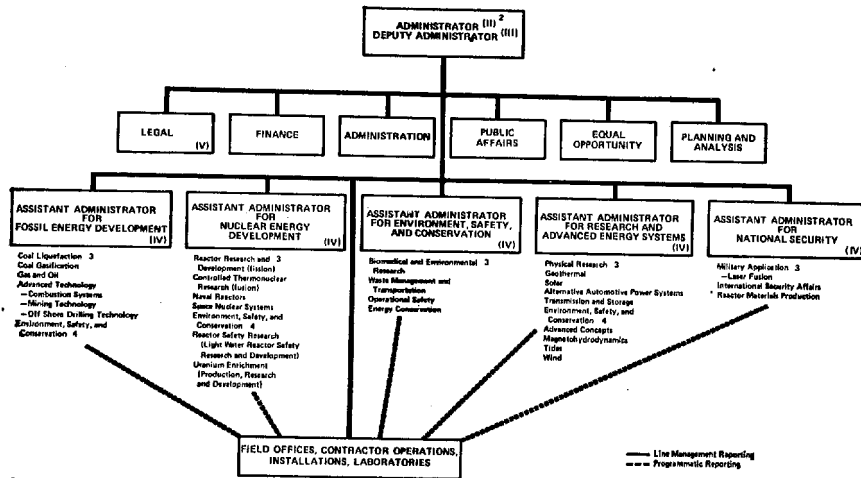 ADMINISTRATOR (II) 2
DEPUTY ADMINISTRATOR (III)
LEGAL
(V)
FINANCE
ADMINISTRATION
PUBLIC
AFFAIRS
EQUAL
OPPORTUNITY
PLANNING AND
ANALYSIS
ASSISTANT ADMINISTRATOR
FOR
FOSSIL ENERGY DEVELOPMENT
(IV)
Coal Liquefaction 3
Coal Gasification
Gas and Oil
Advanced Technology
—Combustion Systems
—Mining Technology
—Off Shore Drilling Technology
Environment, Safety, and
Conservation 4
ASSISTANT ADMINISTRATOR
FOR
NUCLEAR ENERGY
DEVELOPMENT
(IV)
Reactor Research and 3
Development (fission)
Controlled Thermonuclear
Research (fusion)
Naval Reactors
Space Nuclear Systems
Environment, Safety, and
Conservation 4
Reactor Safety Research
(Light Water Reactor Safety
Research and Development)
Uranium Enrichment
(Production, Research
and Development)
ASSISTANT ADMINISTRATOR
FOR ENVIRONMENT, SAFETY,
AND CONSERVATION
(IV)
Biomedical and Environmental 3
Research
Waste Management and
Transportation
Operational Safety
Energy Conservation
ASSISTANT ADMINISTRATOR
FOR RESEARCH AND
ADVANCED ENERGY SYSTEMS
(IV)
Physical Research 3
Geothermal
Solar
Alternative Automotive Power Systems
Transmission and Storage
Environment, Safety, and
Conservation 4
Advanced Concepts
Magnetohydrodynamics
Tides
Wind
ASSISTANT ADMINISTRATOR
FOR
NATIONAL SECURITY
(IV)
Military Application 3
—Laser Fusion
International Security Affairs
Reactor Materials Production
FIELD OFFICES, CONTRACTOR OPERATIONS,
INSTALLATIONS, LABORATORIES
Line Management Reporting
Programmatic Reporting